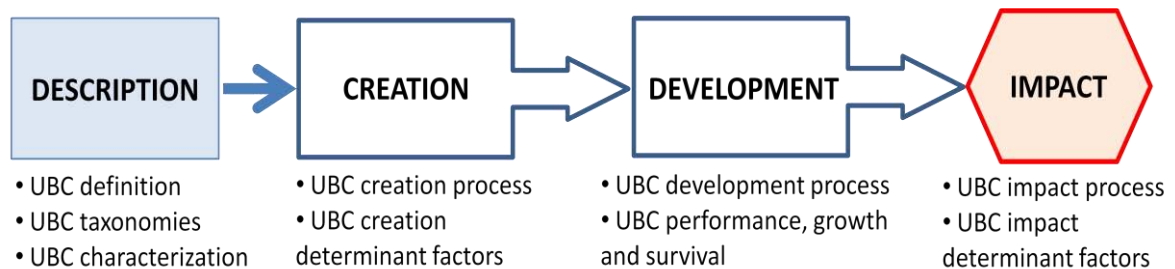 DESCRIPTION
• UBC definition
• UBC taxonomies
• UBC characterization
CREATION
• UBC creation process
• UBC creation
determinant factors
DEVELOPMENT
• UBC development process
• UBC performance, growth
and survival
IMPACT
• UBC impact process
• UBC impact
determinant factors